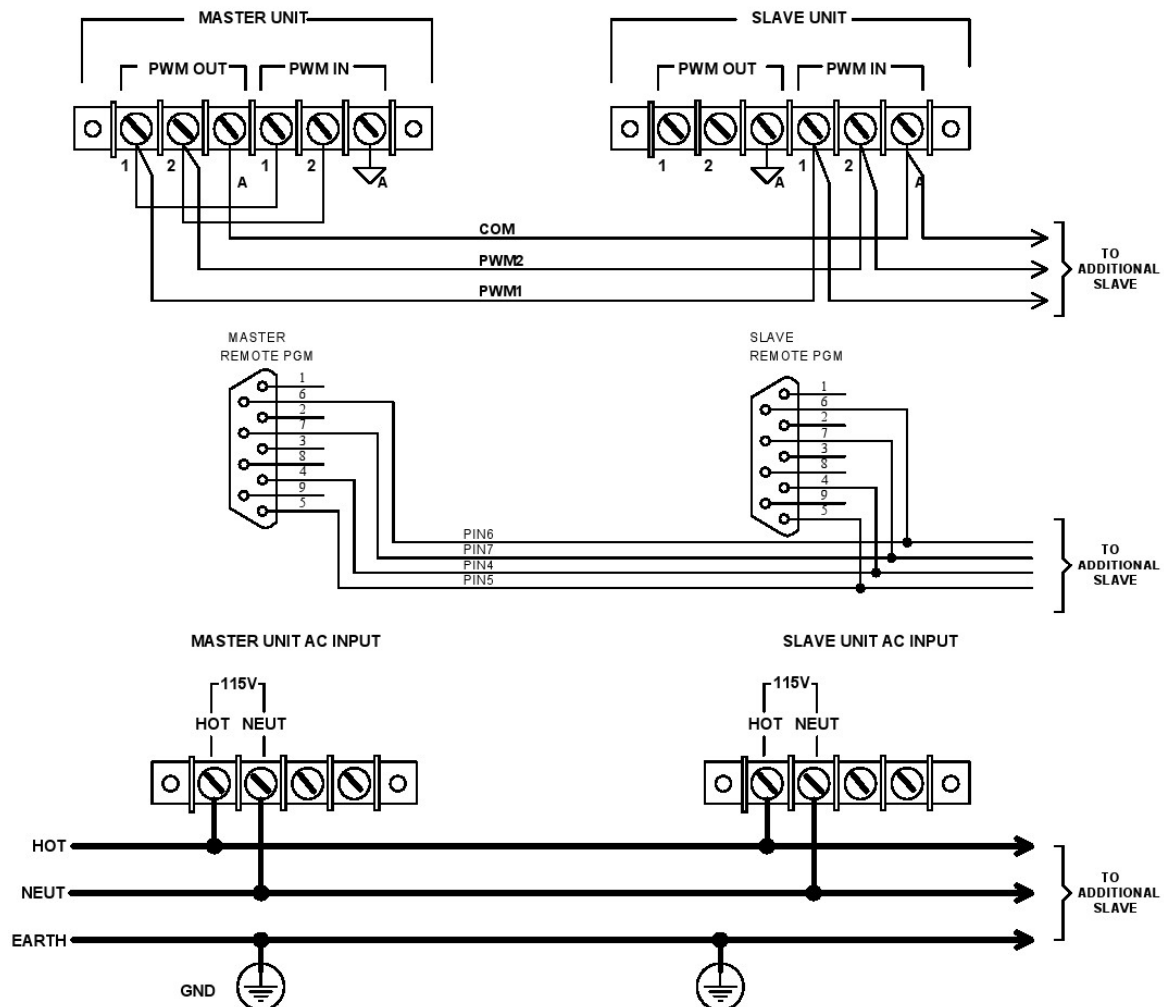 MASTER UNIT
SLAVE UNIT
PWM OUT
PWM IN
PWM OUT
PWM IN
1
2
A
1
2
A
1
2
A
1
2
A
COM
PWM2
PWM1
TO
ADDITIONAL
SLAVE
MASTER
REMOTE PGM
SLAVE
REMOTE PGM
1
6
2
7
3
8
4
9
5
1
6
2
7
3
8
4
9
5
PIN6
PIN7
PIN4
PIN5
TO
ADDITIONAL
SLAVE
MASTER UNIT AC INPUT
SLAVE UNIT AC INPUT
115V
HOT NEUT
115V
HOT NEUT
HOT
NEUT
EARTH
TO
ADDITIONAL
SLAVE
GND